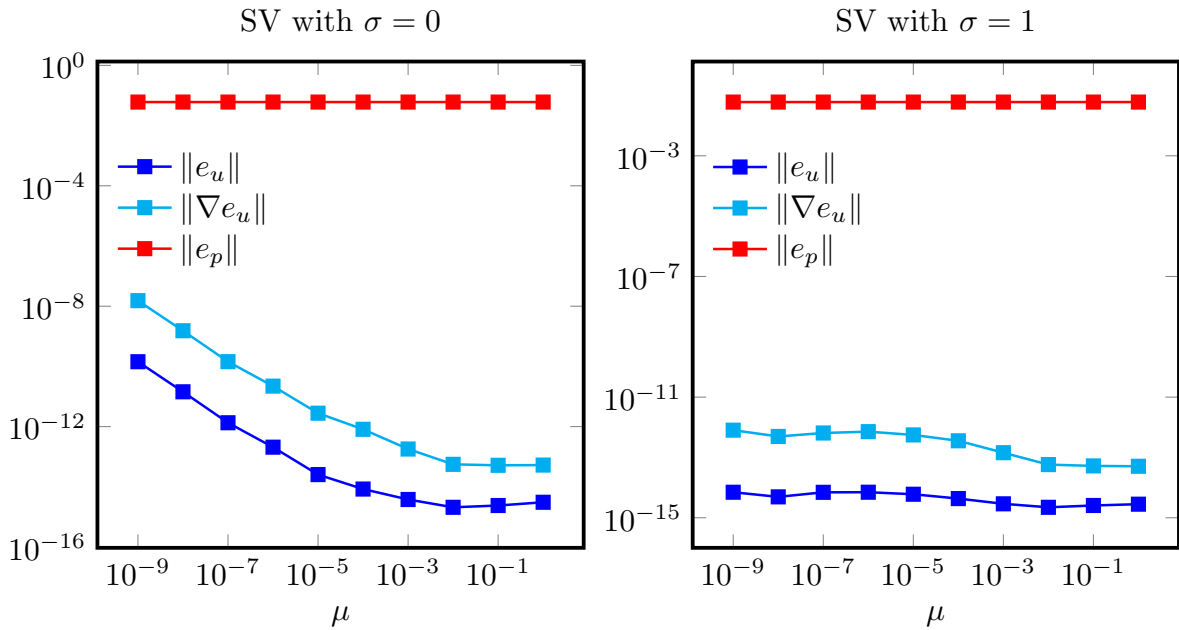 SV with σ = 0
10⁰
10⁻⁴
10⁻⁸
10⁻¹²
10⁻¹⁶
‖e_u‖
‖∇e_u‖
‖e_p‖
10⁻⁹ 10⁻⁷ 10⁻⁵ 10⁻³ 10⁻¹
μ
SV with σ = 1
10⁻³
10⁻⁷
10⁻¹¹
10⁻¹⁵
‖e_u‖
‖∇e_u‖
‖e_p‖
10⁻⁹ 10⁻⁷ 10⁻⁵ 10⁻³ 10⁻¹
μ